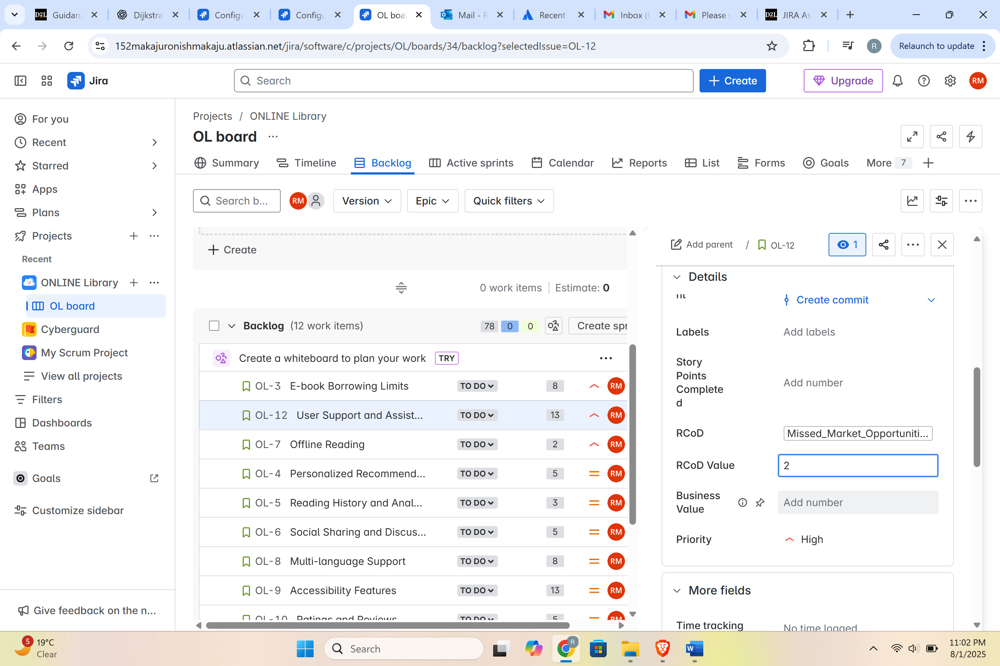 Guidan
Dijkstra
Configu
Configu
OL boa
Mail - R
Recent
Inbox (6
Please v
JIRA As
152makajuronishmakaju.atlassian.net/jira/software/c/projects/OL/boards/34/backlog?selectedIssue=OL-12
R
Relaunch to update
Jira
Search
Create
Upgrade
RM
For you
Recent
Starred
Apps
Plans
Projects
Recent
ONLINE Library
OL board
Cyberguard
My Scrum Project
View all projects
Filters
Dashboards
Teams
Goals
Customize sidebar
Give feedback on the n...
Projects / ONLINE Library
OL board
Summary
Timeline
Backlog
Active sprints
Calendar
Reports
List
Forms
Goals
More 7
Search b...
RM
Version
Epic
Quick filters
Create
0 work items Estimate: 0
Backlog (12 work items) 78 0 0 Create spr
Create a whiteboard to plan your work TRY
OL-3 E-book Borrowing Limits TO DO 8 RM
OL-12 User Support and Assist... TO DO 13 RM
OL-7 Offline Reading TO DO 2 RM
OL-4 Personalized Recommend... TO DO 5 RM
OL-5 Reading History and Anal... TO DO 3 RM
OL-6 Social Sharing and Discus... TO DO 5 RM
OL-8 Multi-language Support TO DO 8 RM
OL-9 Accessibility Features TO DO 13 RM
OL-10 Ratings and Reviews TO DO 5 RM
Add parent / OL-12
1
Details
nt
Create commit
Labels
Add labels
Story
Points
Complete
d
Add number
RCoD
Missed_Market_Opportuniti...
RCoD Value
2
Business
Value
Add number
Priority
High
More fields
Time tracking
No time logged
5
19°C
Clear
Search
R
11:02 PM
8/1/2025